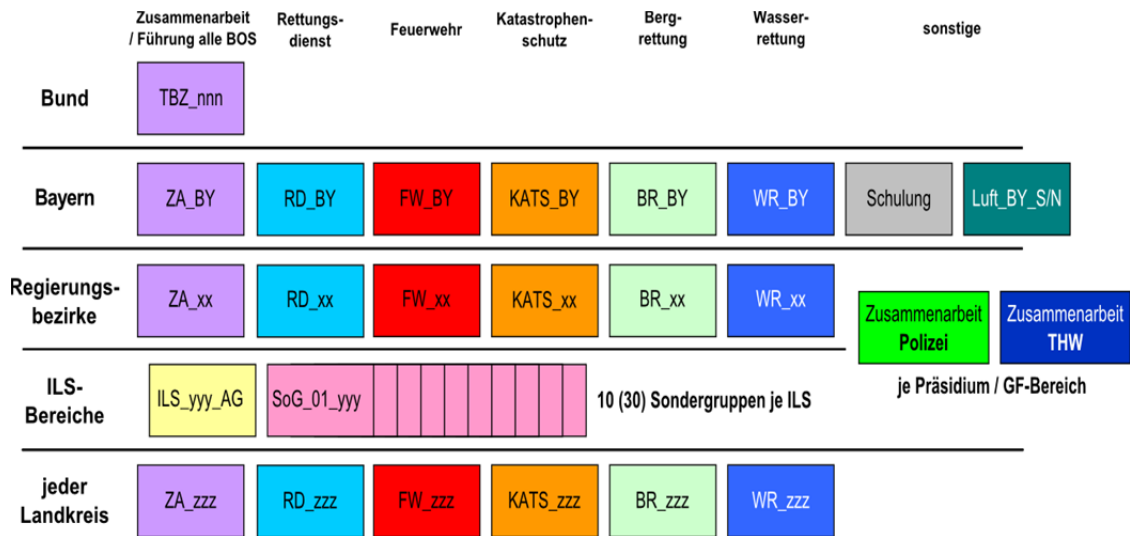 Zusammenarbeit
/ Führung alle BOS
Rettungs-
dienst
Feuerwehr
Katastrophen-
schutz
Berg-
rettung
Wasser-
rettung
sonstige
Bund
TBZ_nnn
Bayern
ZA_BY
RD_BY
FW_BY
KATS_BY
BR_BY
WR_BY
Schulung
Luft_BY_S/N
Regierungs-
bezirke
ZA_xx
RD_xx
FW_xx
KATS_xx
BR_xx
WR_xx
Zusammenarbeit
Polizei
Zusammenarbeit
THW
je Präsidium / GF-Bereich
ILS-
Bereiche
ILS_yyy_AG
SoG_01_yyy
10 (30) Sondergruppen je ILS
jeder
Landkreis
ZA_zzz
RD_zzz
FW_zzz
KATS_zzz
BR_zzz
WR_zzz